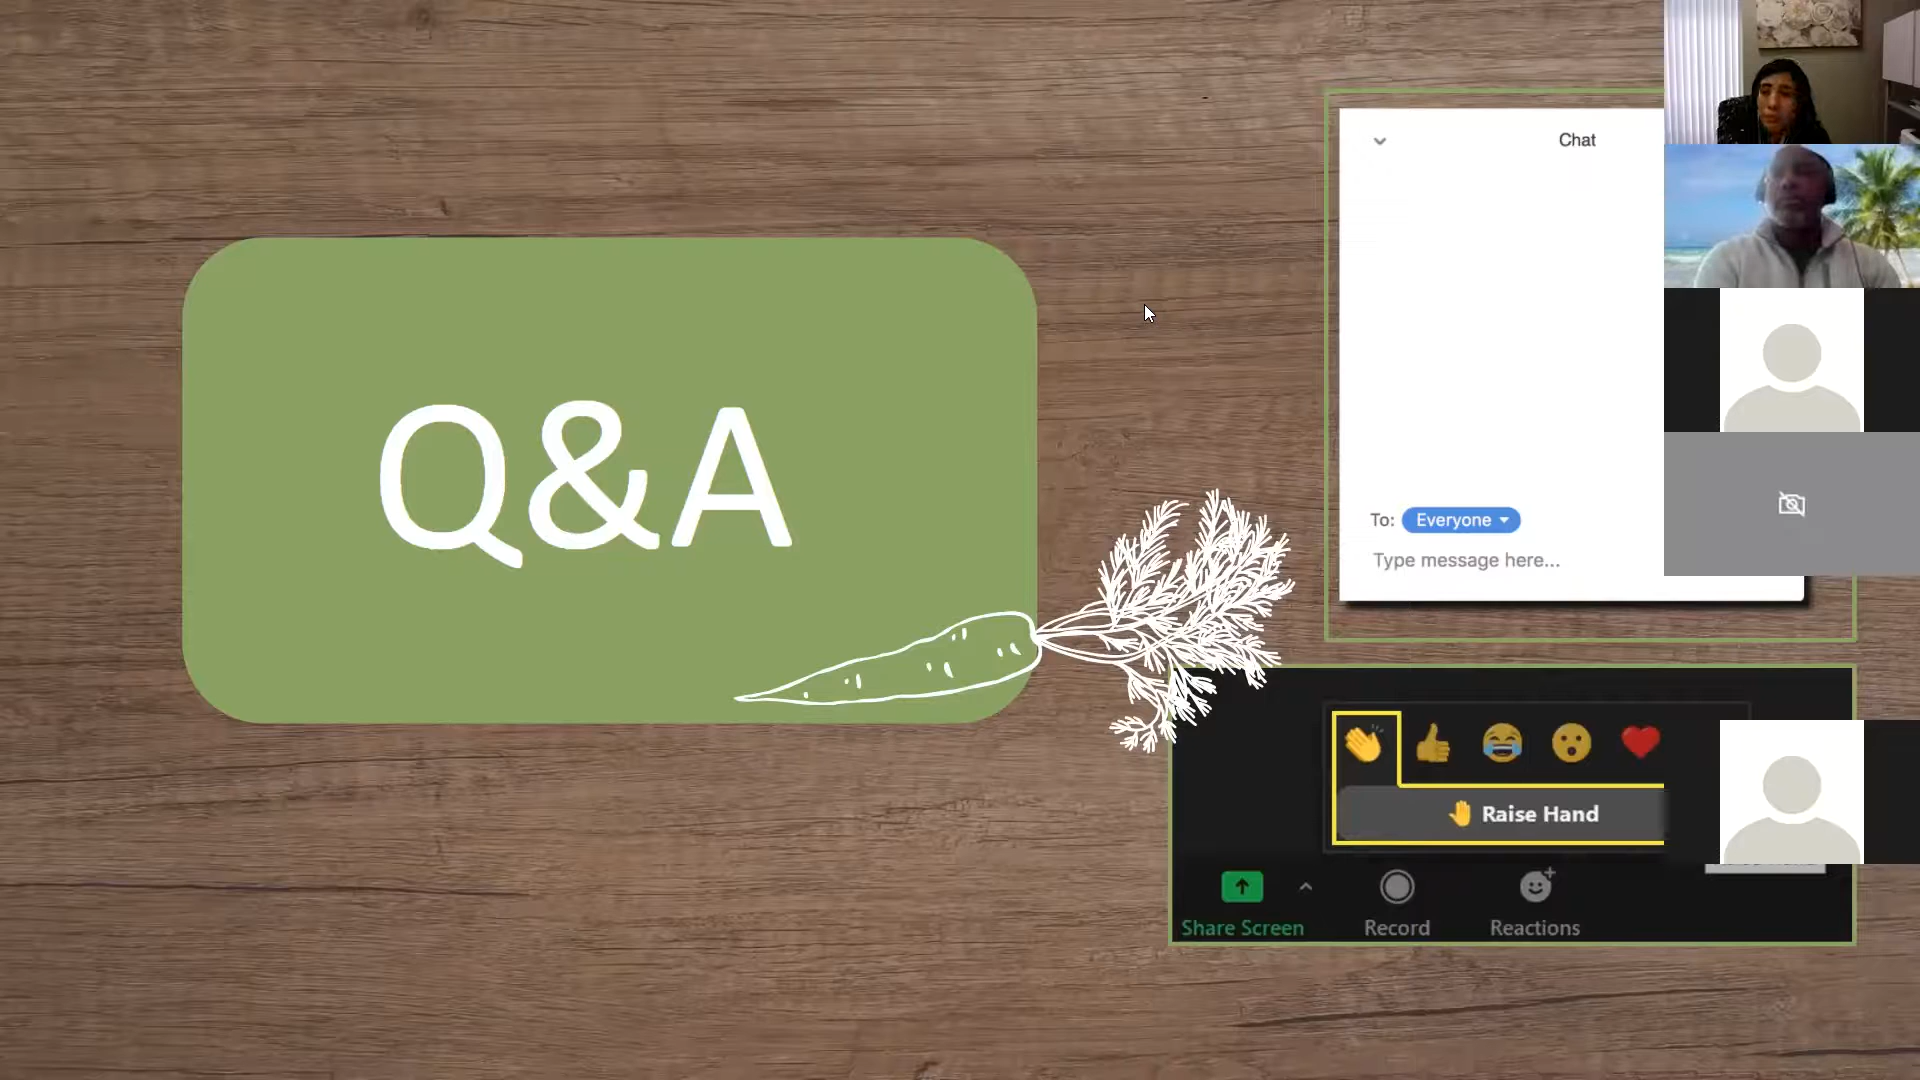 Q&A
Chat
To: Everyone
Type message here...
Raise Hand
Share Screen
Record
Reactions